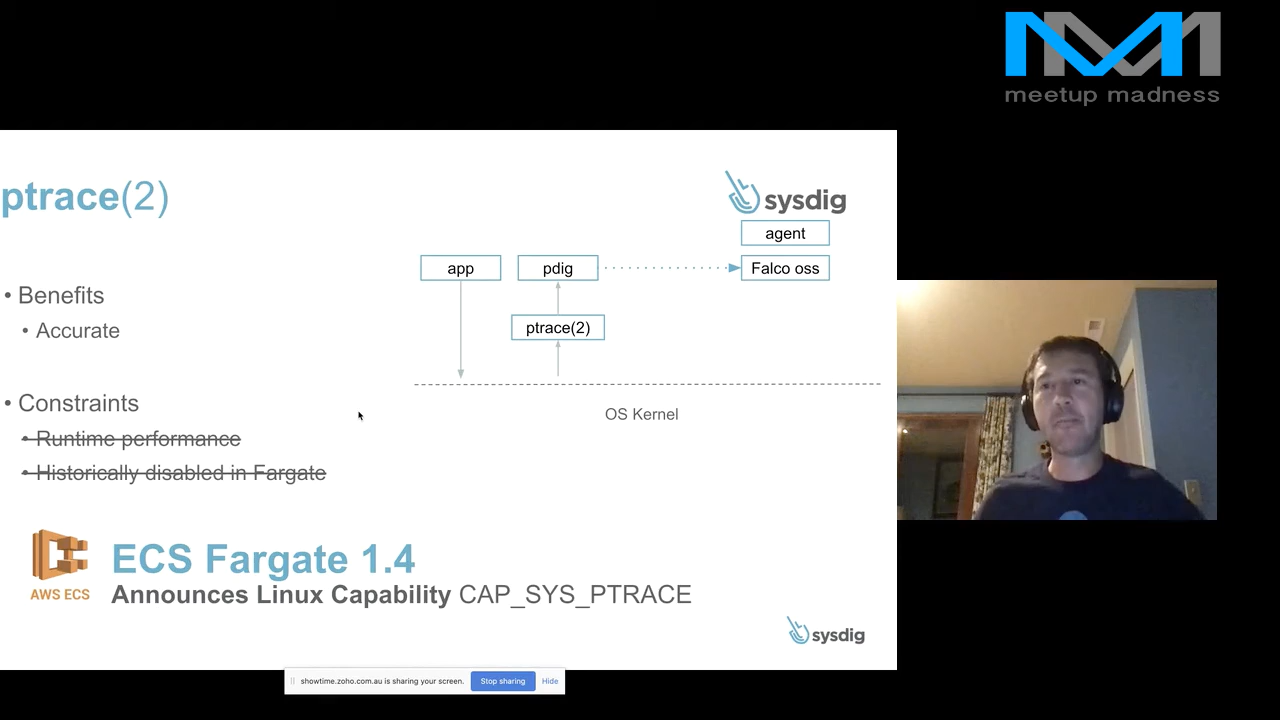 meetup madness
ptrace(2)
sysdig
agent
app
pdig
Falco oss
• Benefits
• Accurate
ptrace(2)
• Constraints
OS Kernel
• Runtime performance
• Historically disabled in Fargate
ECS Fargate 1.4
AWS ECS
Announces Linux Capability CAP_SYS_PTRACE
sysdig
showtime.zoho.com.au is sharing your screen.
Stop sharing
Hide